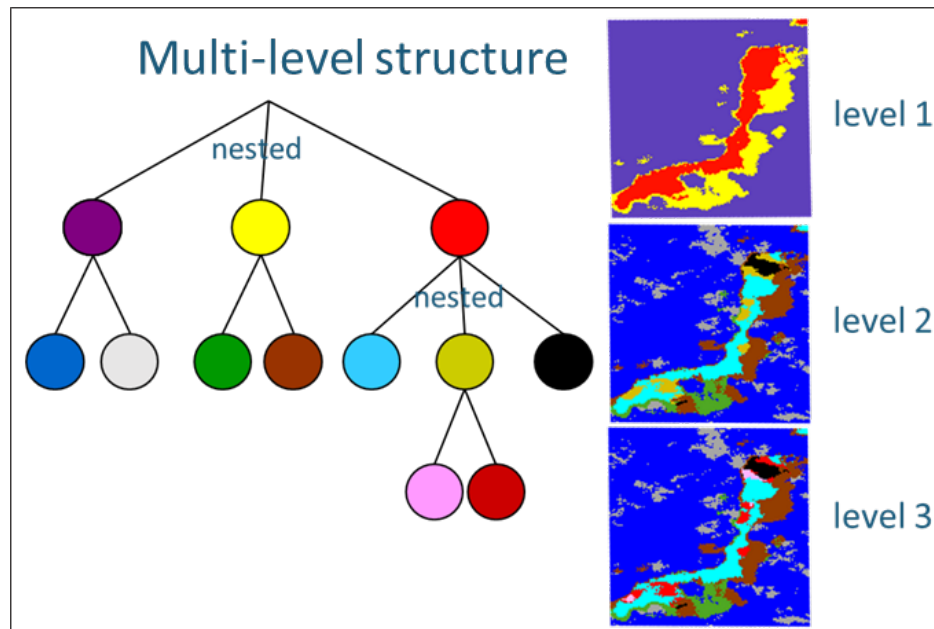 Multi-level structure
nested
nested
level 1
level 2
level 3